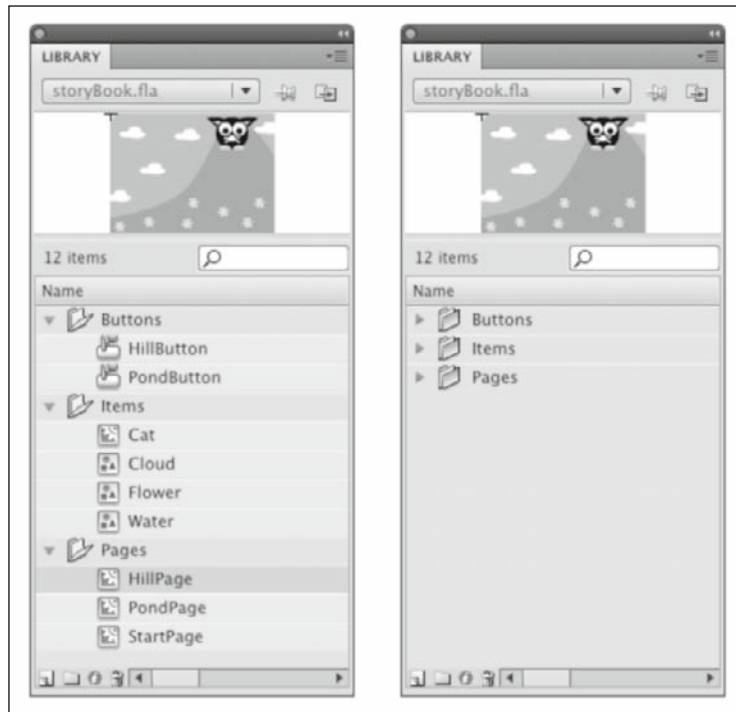 LIBRARY
storyBook.fla
12 items
Name
Buttons
HillButton
PondButton
Items
Cat
Cloud
Flower
Water
Pages
HillPage
PondPage
StartPage
LIBRARY
storyBook.fla
12 items
Name
Buttons
Items
Pages